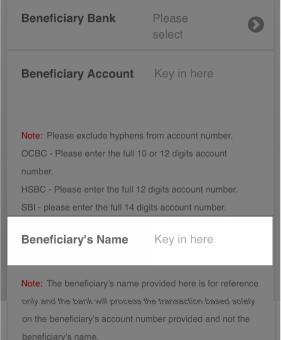 Beneficiary Bank Please
select
Beneficiary Account Key in here
Note: Please exclude hyphens from account number.
OCBC - Please enter the full 10 or 12 digits account
number.
HSBC - Please enter the full 12 digits account number.
SBI - please enter the full 14 digits account number.
Beneficiary's Name Key in here
Note: The beneficiary's name provided here is for reference
only and the bank will process the transaction based solely
on the beneficiary's account number provided and not the
beneficiary's name.